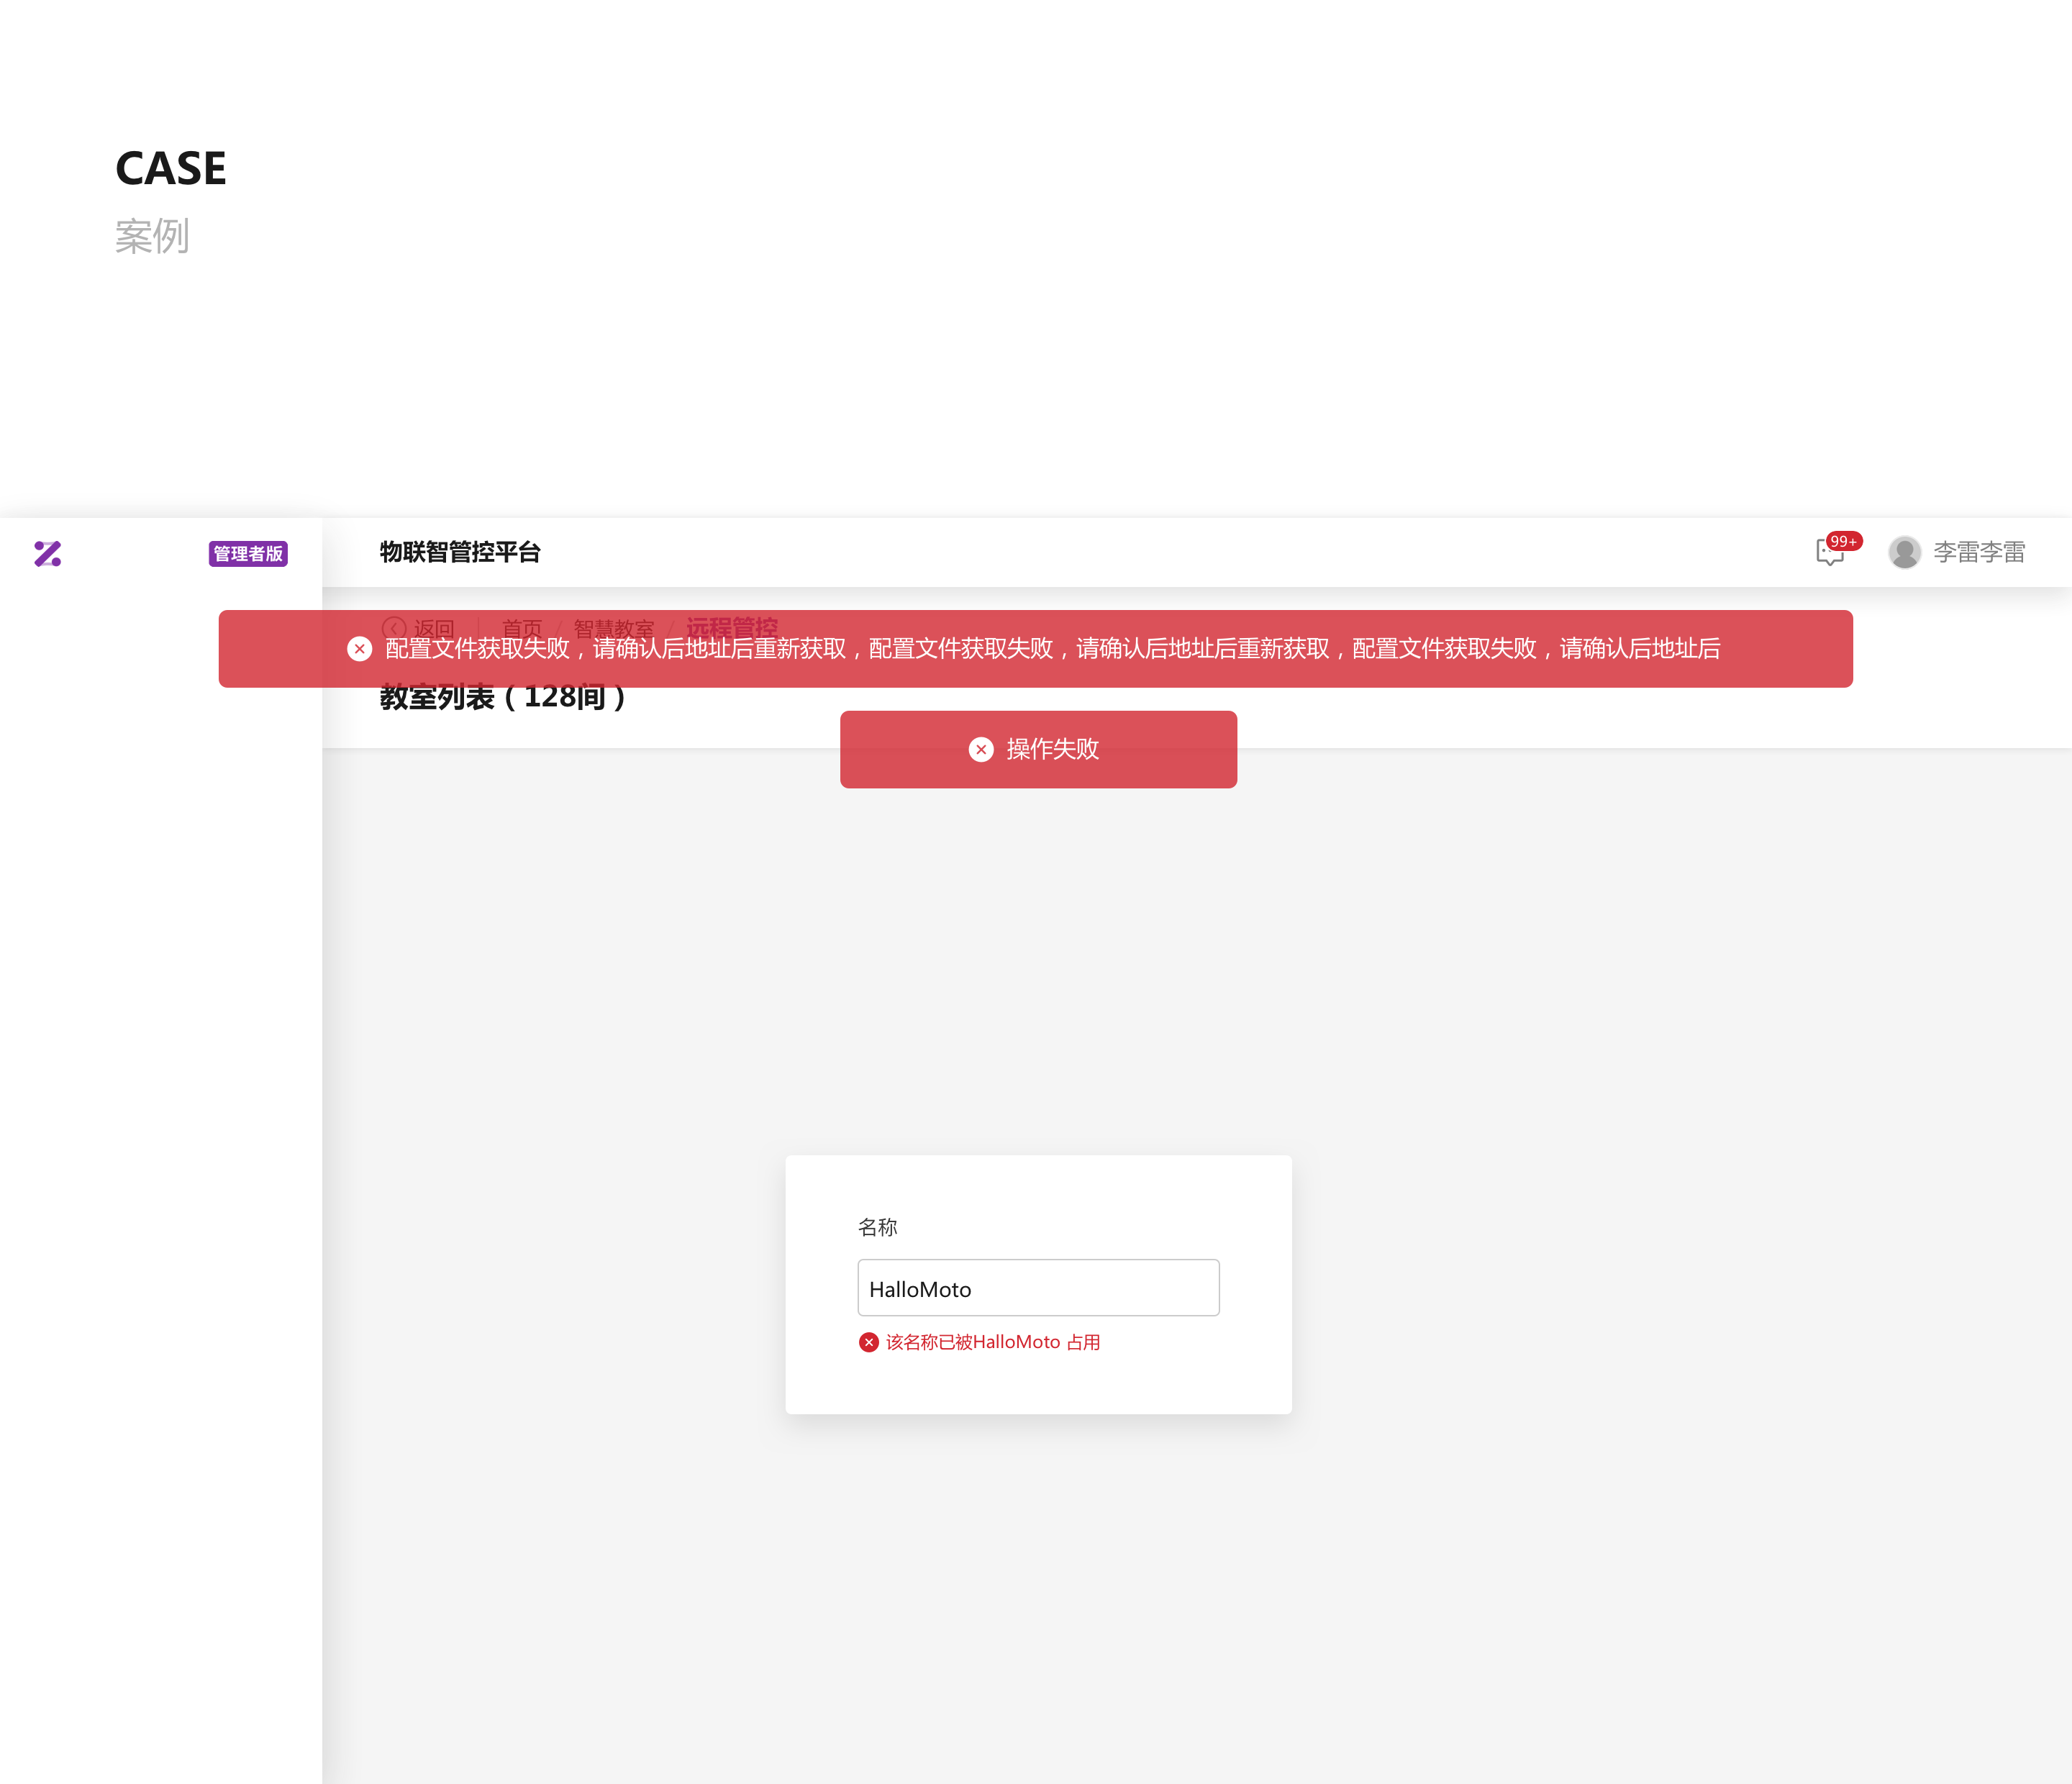 CASE
案例
管理者版
物联智管控平台
99+
李雷李雷
返回 首页 / 智慧教室 / 远程管控
配置文件获取失败，请确认后地址后重新获取，配置文件获取失败，请确认后地址后重新获取，配置文件获取失败，请确认后地址后
教室列表（128间）
操作失败
名称
HalloMoto
该名称已被HalloMoto 占用